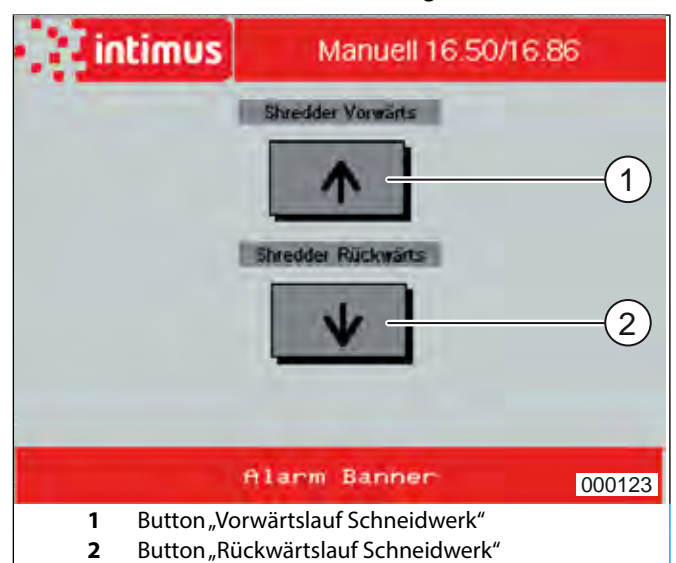 intimus
Manuell 16.50/16.86
Shredder Vorwärts
1
Shredder Rückwärts
2
Alarm Banner
000123
1 Button „Vorwärtslauf Schneidwerk“
2 Button „Rückwärtslauf Schneidwerk“